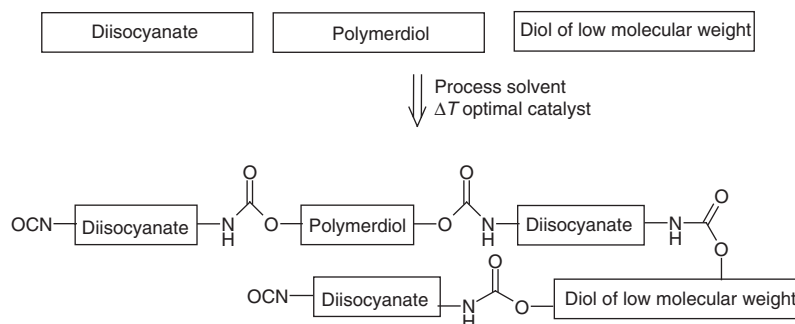 Diisocyanate Polymerdiol Diol of low molecular weight
Process solvent
ΔT optimal catalyst
O O O
OCN Diisocyanate N H O Polymerdiol O N H Diisocyanate N H O
O
OCN Diisocyanate N H O Diol of low molecular weight